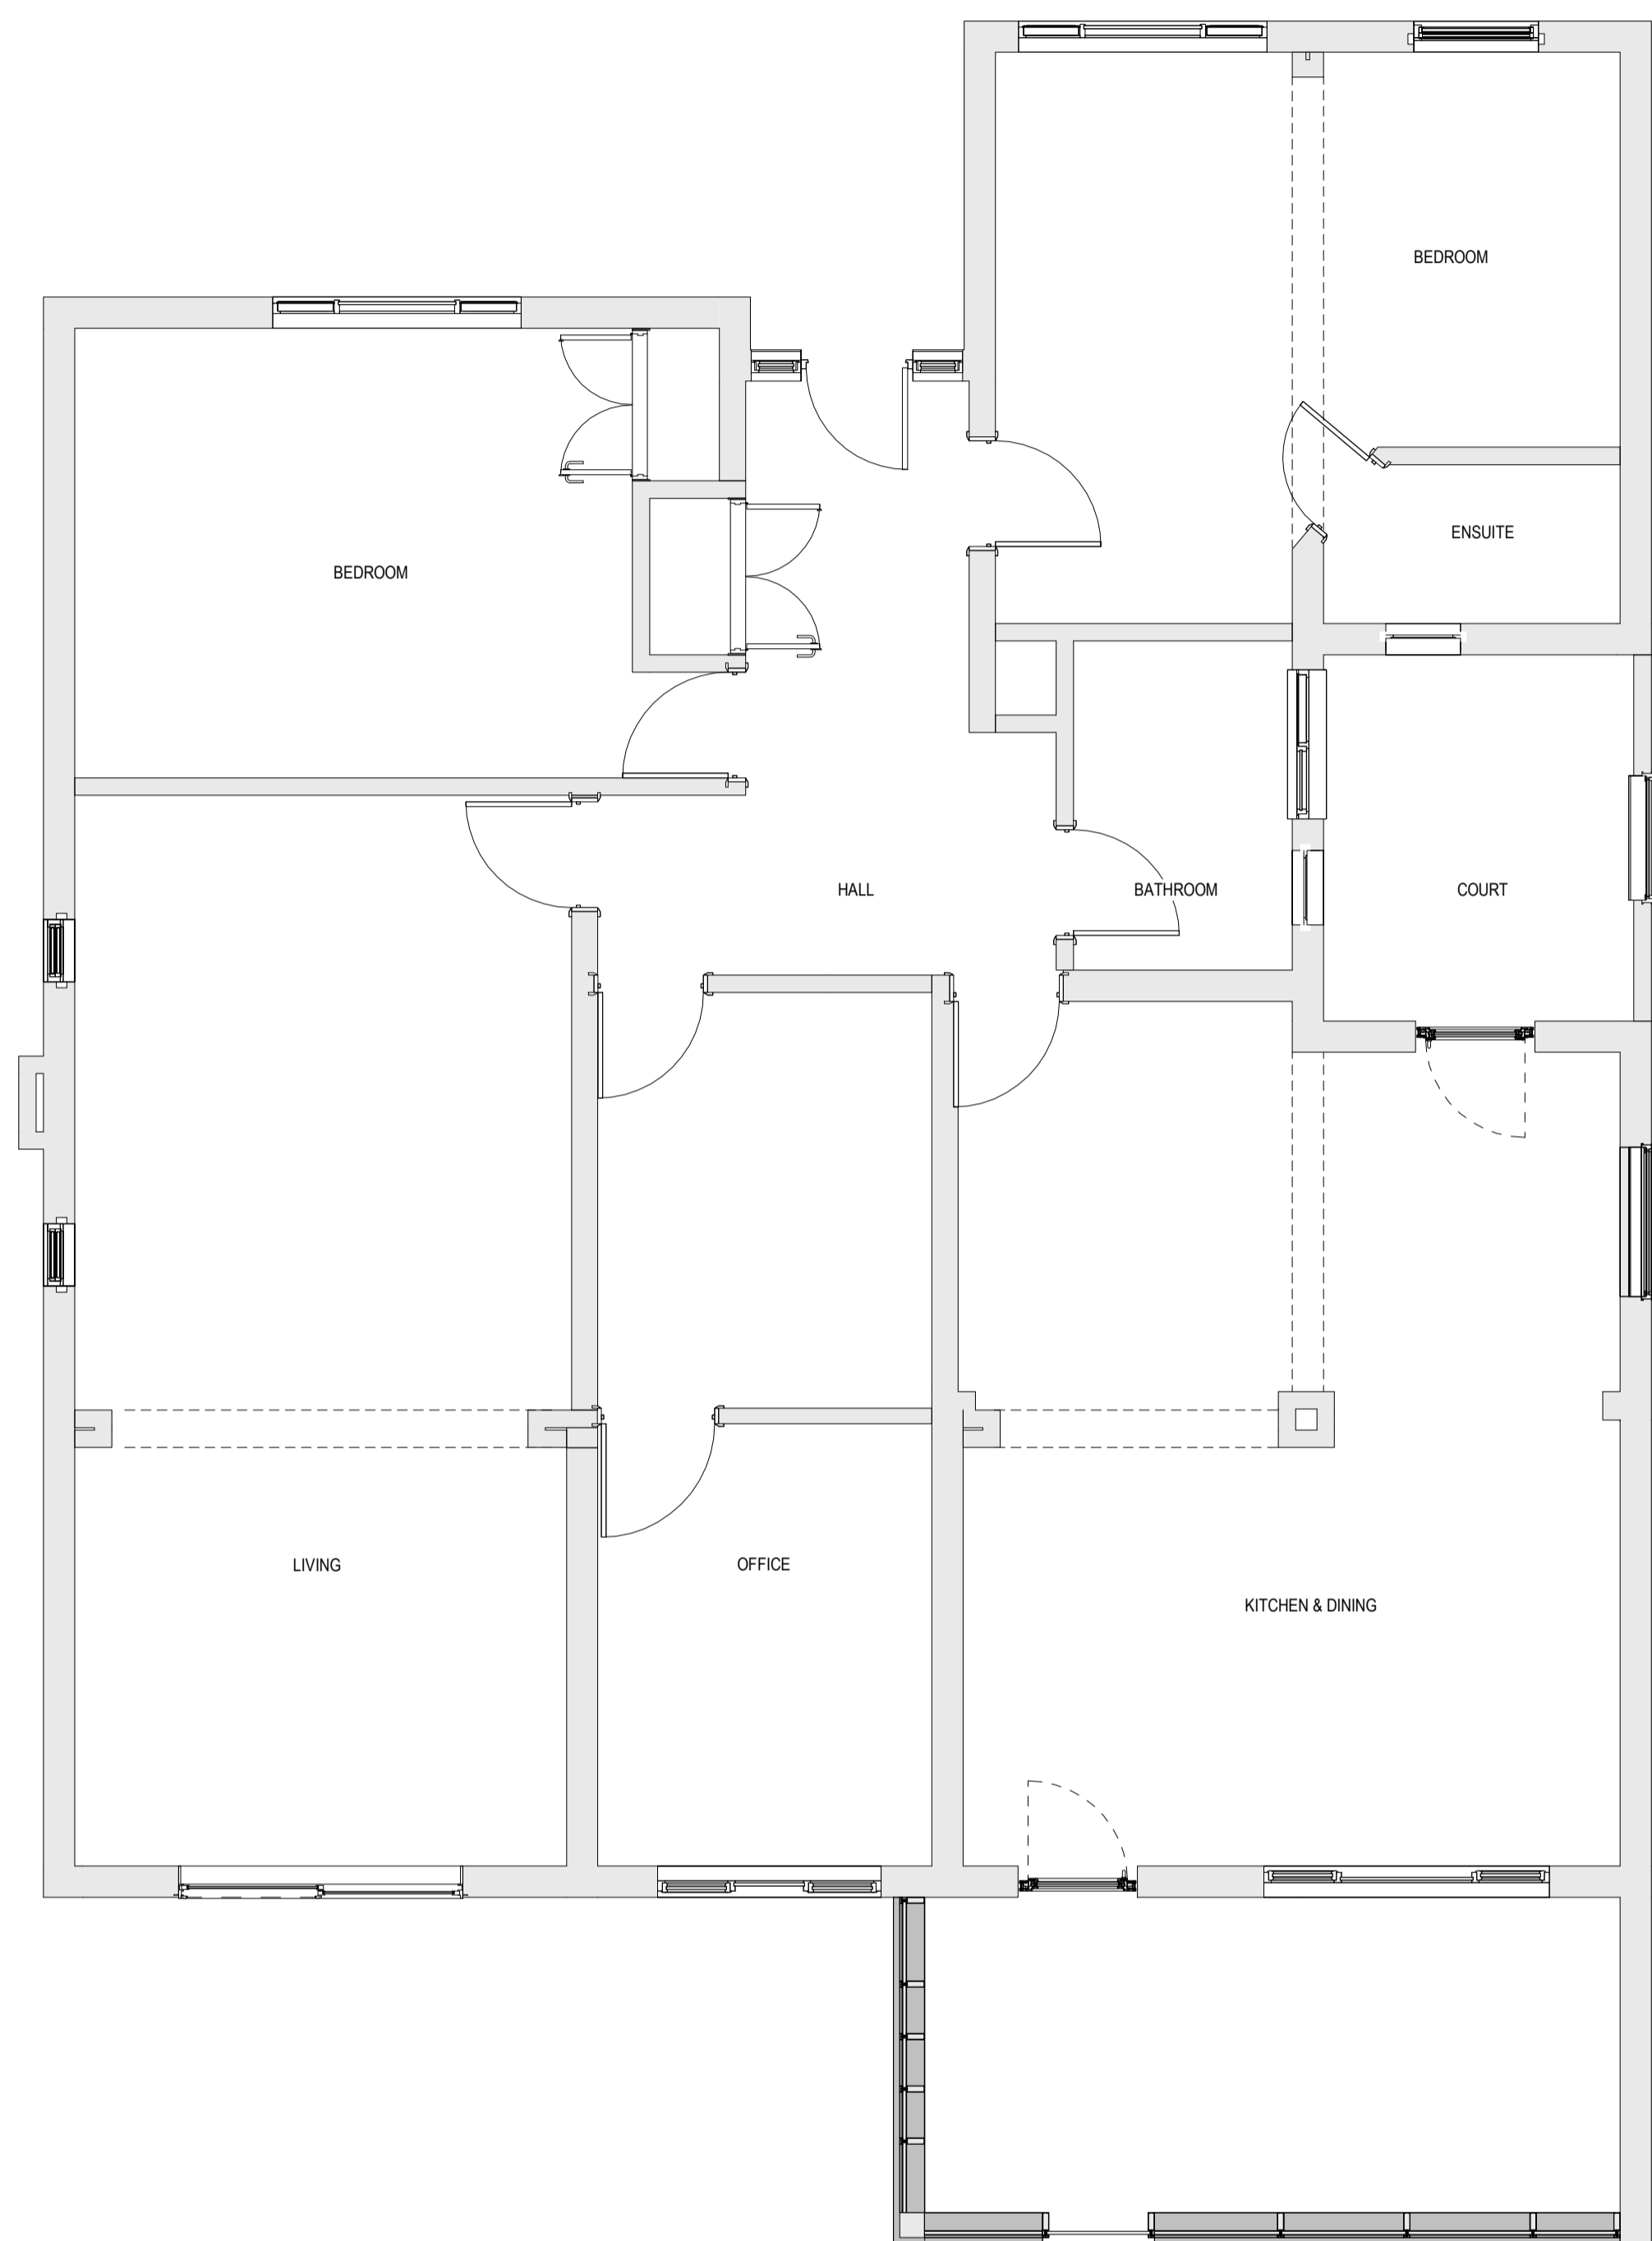 BEDROOM
ENSUITE
BEDROOM
HALL
BATHROOM
COURT
LIVING
OFFICE
KITCHEN & DINING